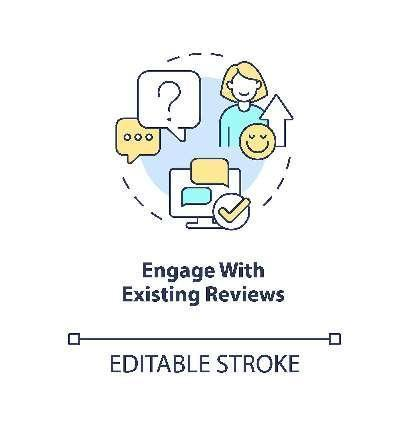 ?
Engage With
Existing Reviews
EDITABLE STROKE